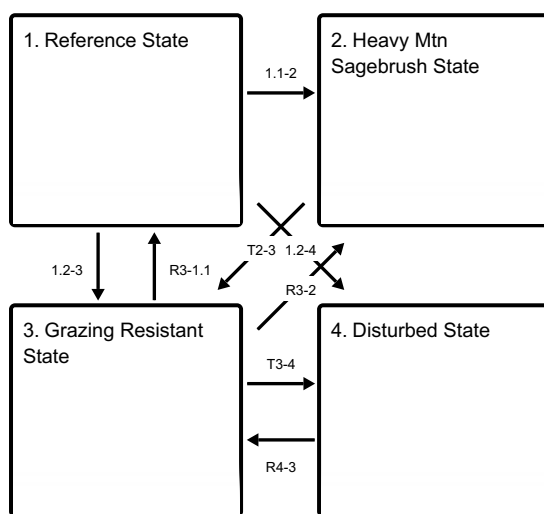 1. Reference State
2. Heavy Mtn
Sagebrush State
1.1-2
T2-3 1.2-4
1.2-3 R3-1.1
R3-2
3. Grazing Resistant
State
4. Disturbed State
T3-4
R4-3